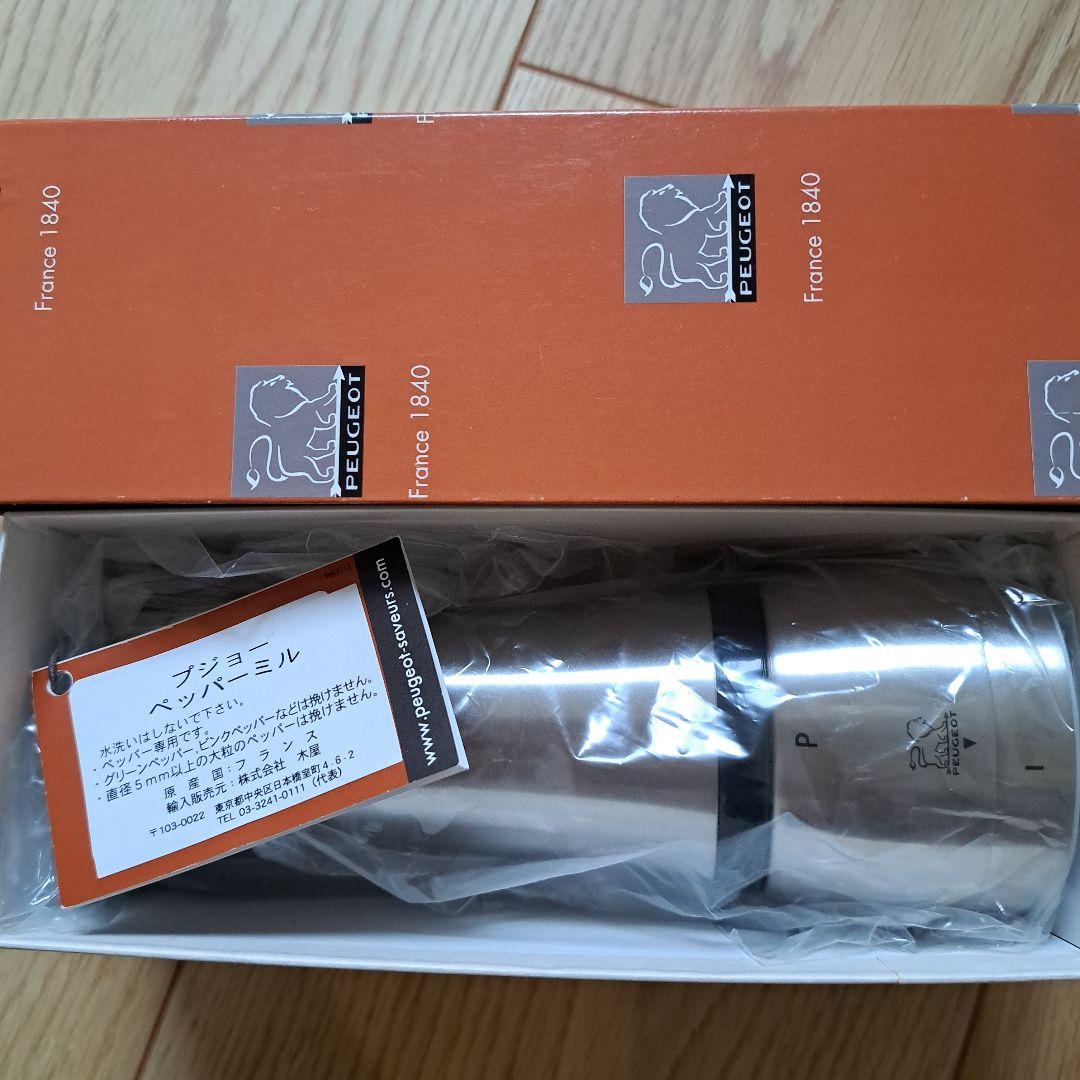 France 1840
PEUGEOT
France 1840
PEUGEOT
France 1840
www.peugeot-saveurs.com
プジョー
ペッパーミル
水洗いはしないで下さい。
・ペッパー専用です。
・グリーンペッパー、ピンクペッパーなどは挽けません。
・直径5mm以上の大粒のペッパーは挽けません。
原産国：フランス
輸入販売元：株式会社 木屋
〒103-0022 東京都中央区日本橋室町4-6-2
TEL 03-3241-0111（代表）
P
PEUGEOT
I